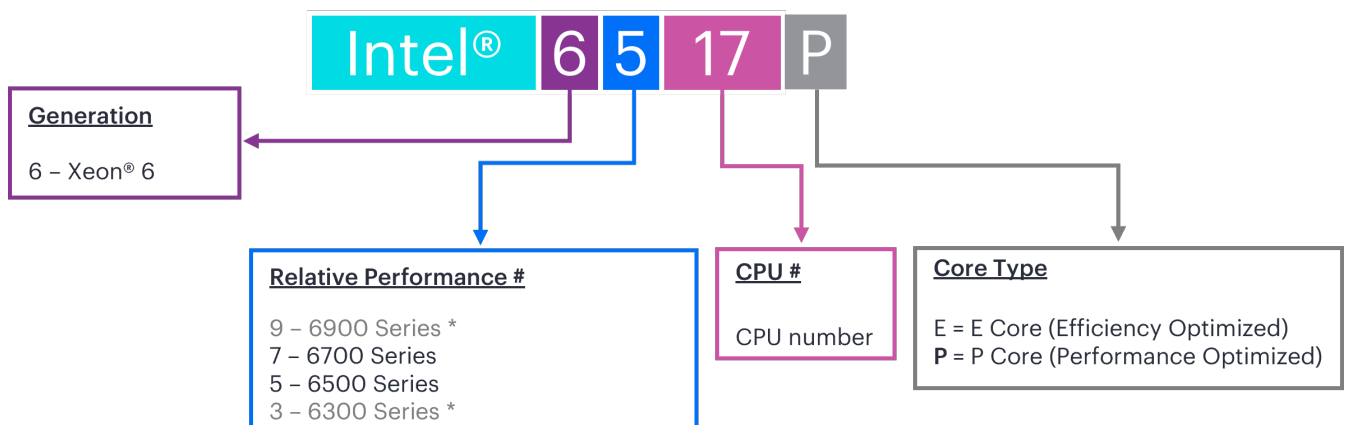 Intel® 6 5 17 P
Generation
6 – Xeon® 6
Relative Performance #
9 – 6900 Series *
7 – 6700 Series
5 – 6500 Series
3 – 6300 Series *
CPU #
CPU number
Core Type
E = E Core (Efficiency Optimized)
P = P Core (Performance Optimized)